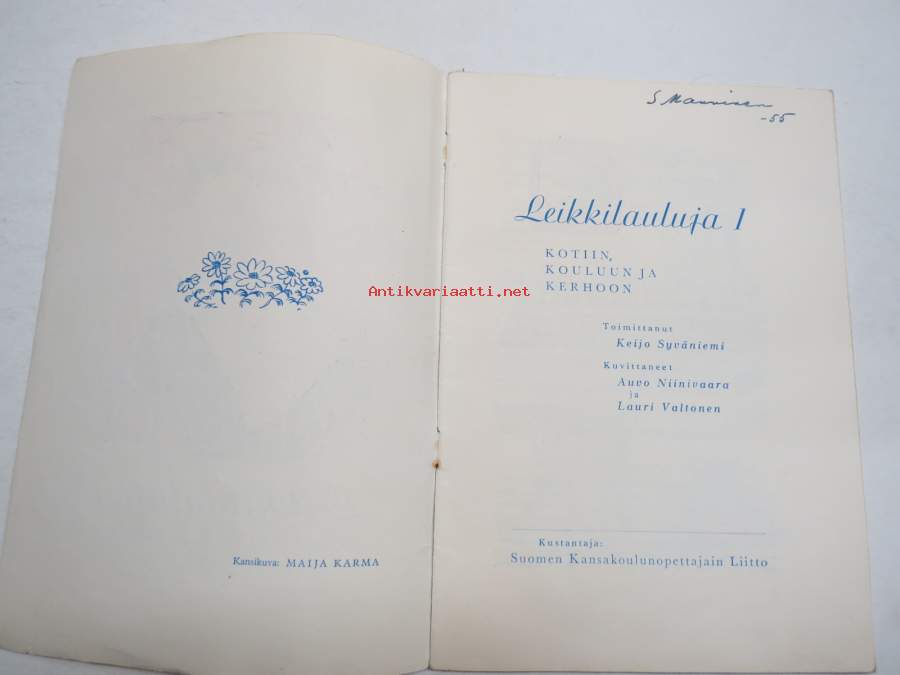 Antikvariaatti.net
Kansikuva: MAIJA KARMA
S
-55
Leikkilauluja 1
KOTIIN,
KOULUUN JA
KERHOON
Toimittanut
Keijo Syväniemi
Kuvittaneet
Auvo Niinivaara
ja
Lauri Valtonen
Kustantaja:
Suomen Kansakoulunopettajain Liitto